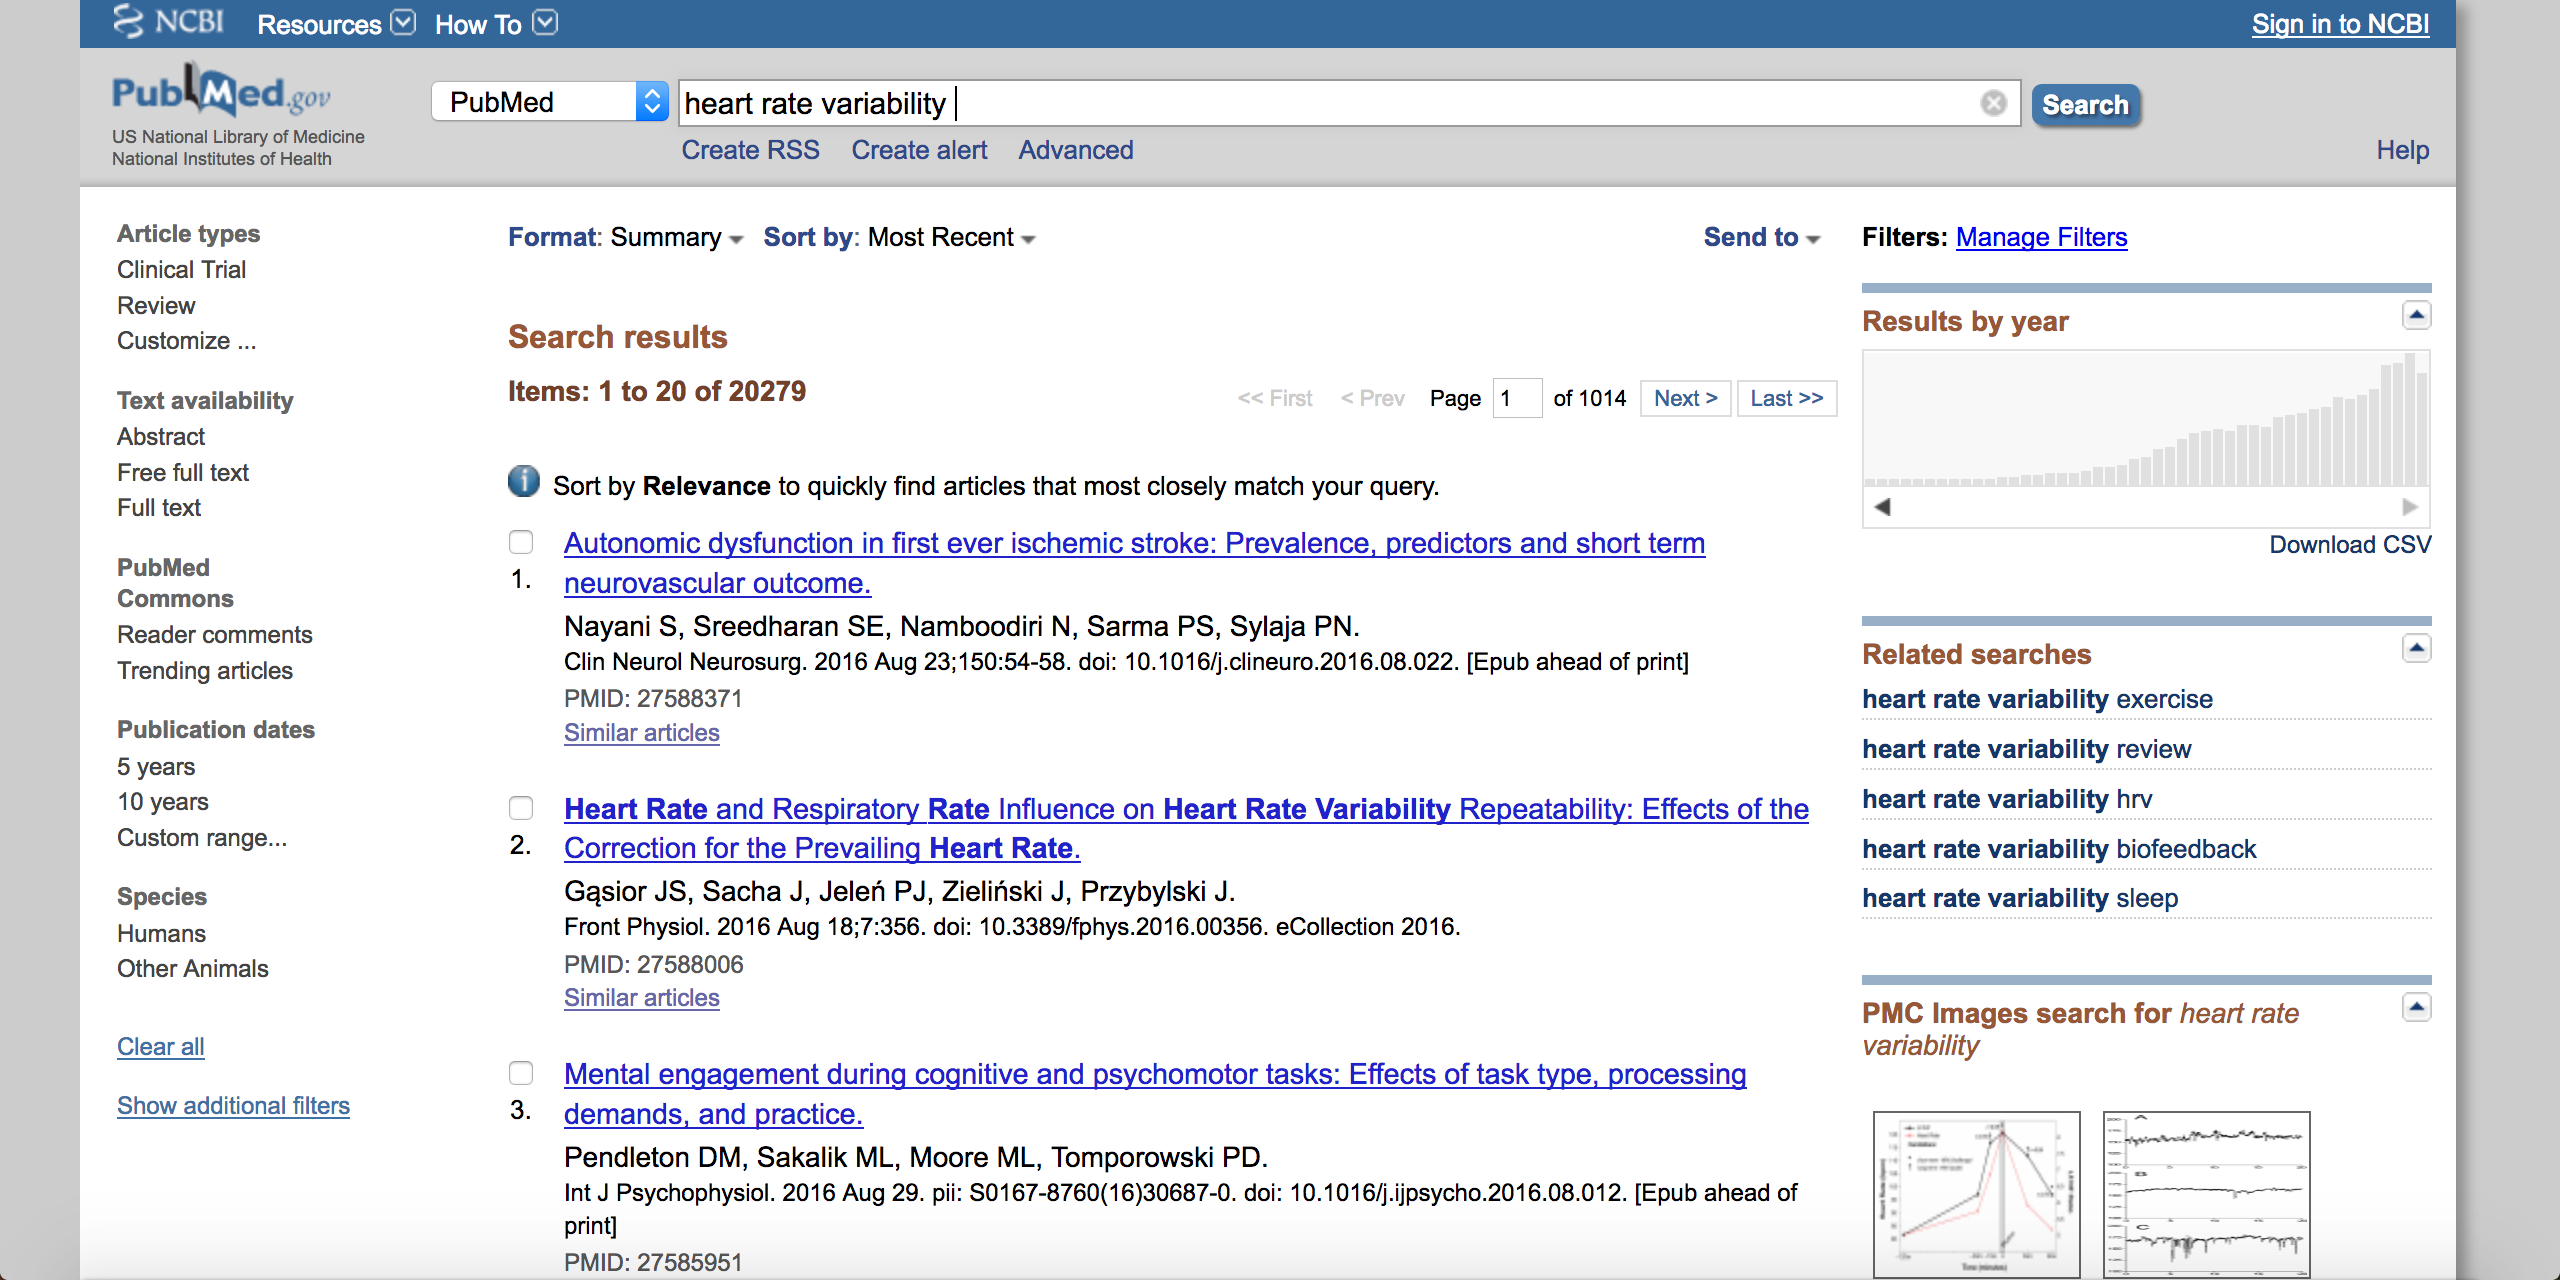 NCBI Resources How To Sign in to NCBI
PubMed.gov
US National Library of Medicine
National Institutes of Health
PubMed
heart rate variability
Search
Create RSS Create alert Advanced
Help
Article types
Clinical Trial
Review
Customize ...
Text availability
Abstract
Free full text
Full text
PubMed
Commons
Reader comments
Trending articles
Publication dates
5 years
10 years
Custom range...
Species
Humans
Other Animals
Clear all
Show additional filters
Format: Summary Sort by: Most Recent Send to
Search results
Items: 1 to 20 of 20279
<< First < Prev Page 1 of 1014 Next > Last >>
Sort by Relevance to quickly find articles that most closely match your query.
Autonomic dysfunction in first ever ischemic stroke: Prevalence, predictors and short term
1. neurovascular outcome.
Nayani S, Sreedharan SE, Namboodiri N, Sarma PS, Sylaja PN.
Clin Neurol Neurosurg. 2016 Aug 23;150:54-58. doi: 10.1016/j.clineuro.2016.08.022. [Epub ahead of print]
PMID: 27588371
Similar articles
Heart Rate and Respiratory Rate Influence on Heart Rate Variability Repeatability: Effects of the
2. Correction for the Prevailing Heart Rate.
Gąsior JS, Sacha J, Jeleń PJ, Zieliński J, Przybylski J.
Front Physiol. 2016 Aug 18;7:356. doi: 10.3389/fphys.2016.00356. eCollection 2016.
PMID: 27588006
Similar articles
Mental engagement during cognitive and psychomotor tasks: Effects of task type, processing
3. demands, and practice.
Pendleton DM, Sakalik ML, Moore ML, Tomporowski PD.
Int J Psychophysiol. 2016 Aug 29. pii: S0167-8760(16)30687-0. doi: 10.1016/j.ijpsycho.2016.08.012. [Epub ahead of
print]
PMID: 27585951
Filters: Manage Filters
Results by year
Download CSV
Related searches
heart rate variability exercise
heart rate variability review
heart rate variability hrv
heart rate variability biofeedback
heart rate variability sleep
PMC Images search for heart rate
variability
A
B
C